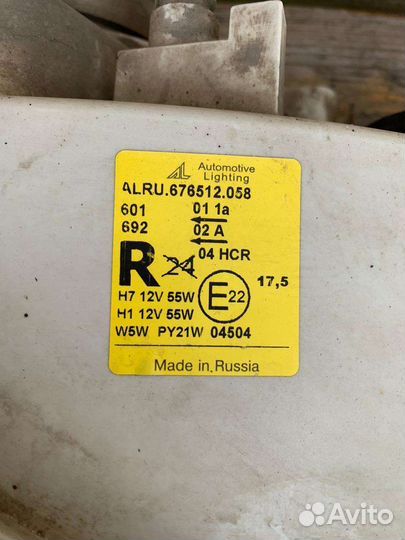 AL Automotive
Lighting
ALRU.676512.058
601 01 1a
692 02 A
R 24 04 HCR
E22 17,5
H7 12V 55W
H1 12V 55W
W5W PY21W 04504
Made in Russia
Avito